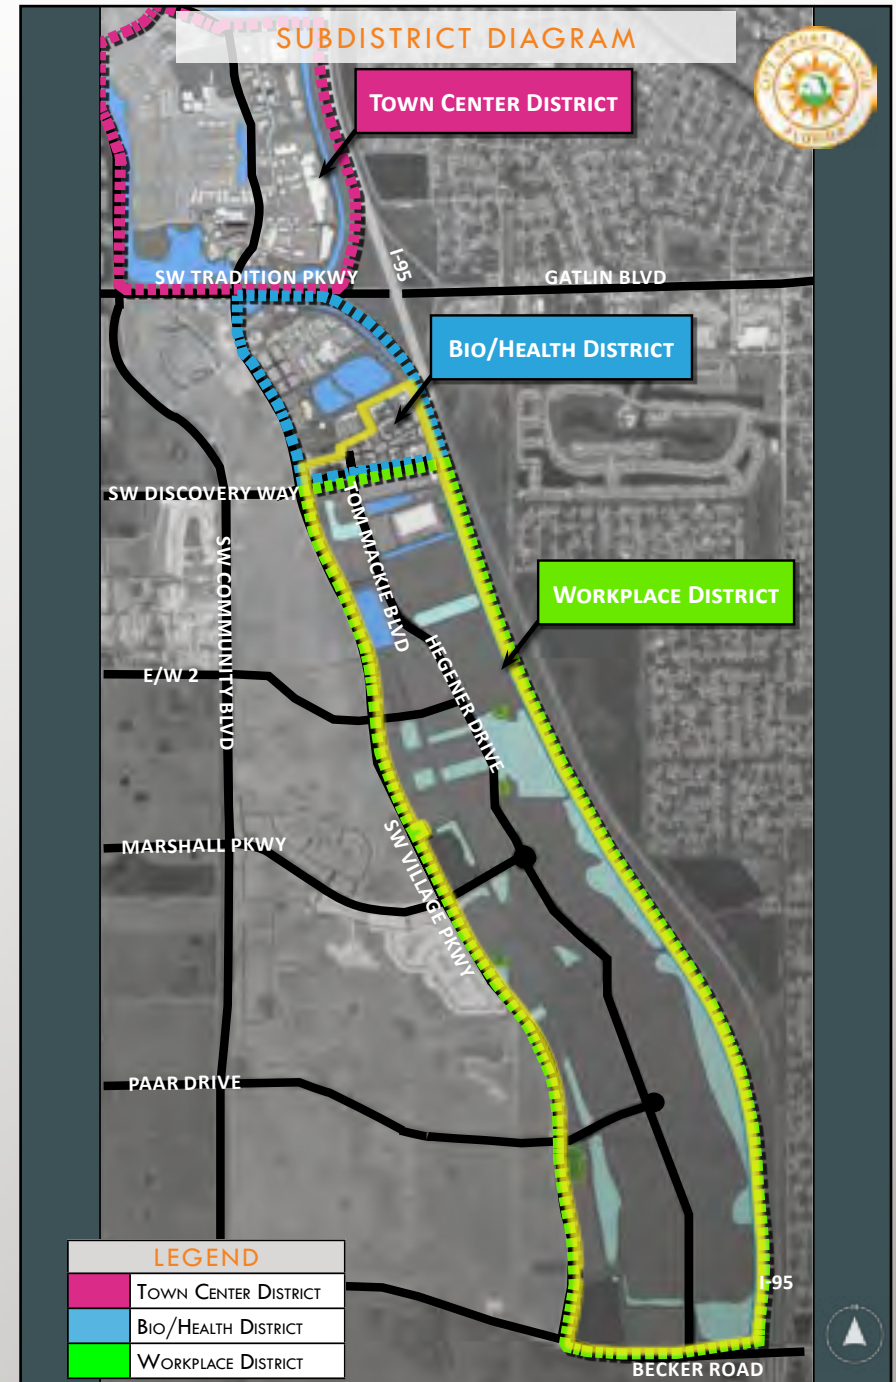 SUBDISTRICT DIAGRAM
TOWN CENTER DISTRICT
I-95
SW TRADITION PKWY
GATLIN BLVD
BIO/HEALTH DISTRICT
SW DISCOVERY WAY
TOM MACKIE BLVD
SW COMMUNITY BLVD
WORKPLACE DISTRICT
HEGENER DRIVE
E/W 2
MARSHALL PKWY
SW VILLAGE PKWY
PAAR DRIVE
LEGEND
TOWN CENTER DISTRICT
BIO/HEALTH DISTRICT
WORKPLACE DISTRICT
I-95
BECKER ROAD